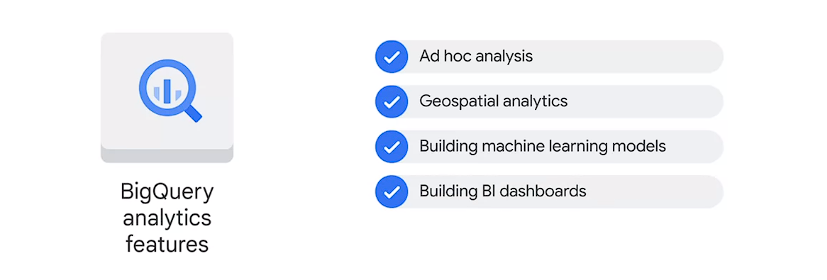 BigQuery
analytics
features
Ad hoc analysis
Geospatial analytics
Building machine learning models
Building BI dashboards